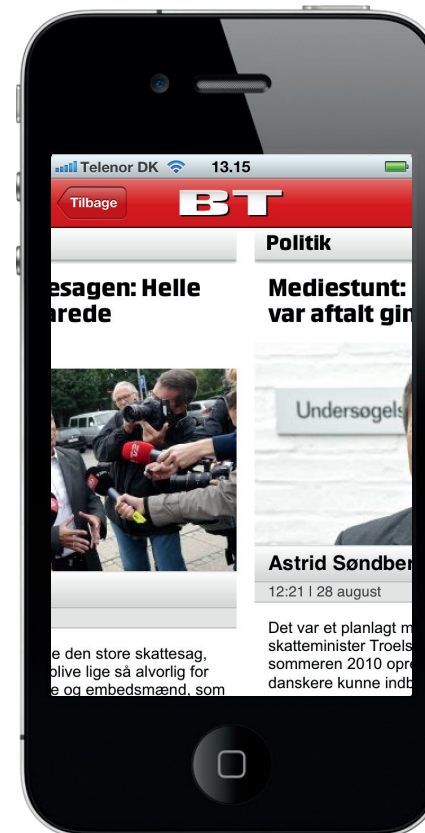 Telenor DK 13.15
Tilbage BT
Politik
esagen: Helle
arede
Mediestunt:
var aftalt gin
Undersøgels
Astrid Søndber
12:21 | 28 august
e den store skattesag,
blive lige så alvorlig for
e og embedsmænd, som
Det var et planlagt m
skatteminister Troels
sommeren 2010 opre
danskere kunne indb